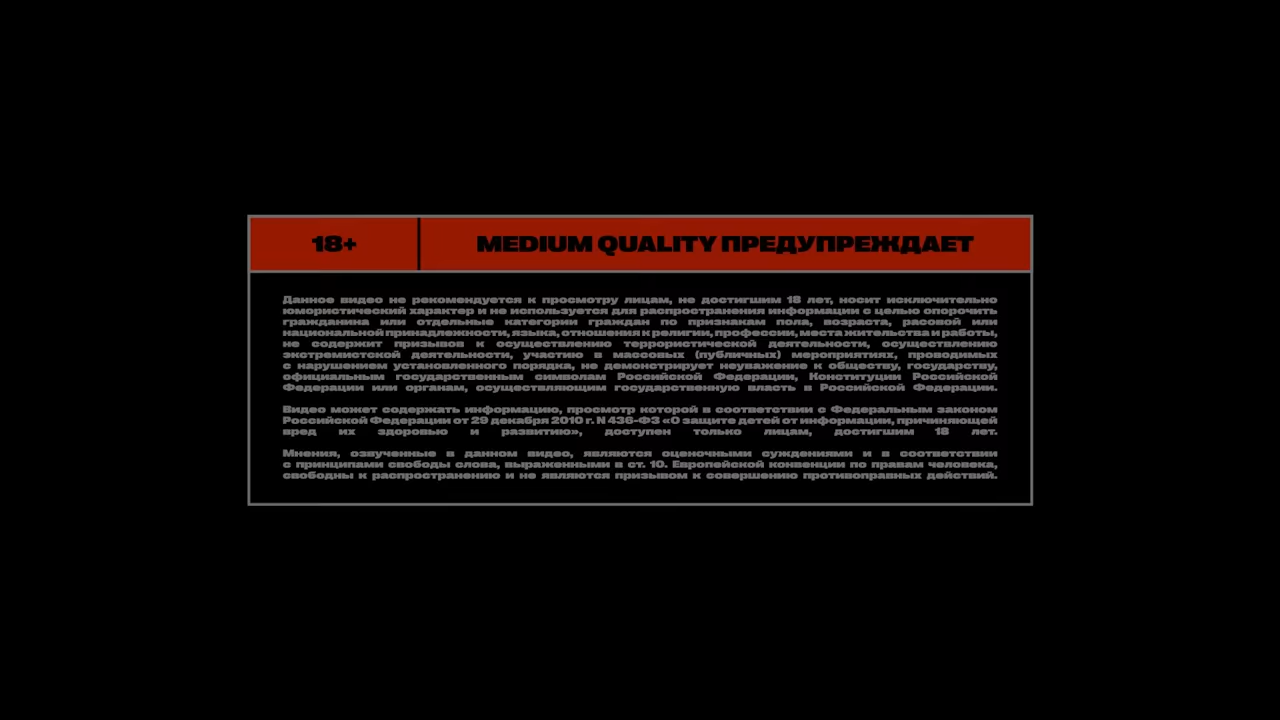 18+
MEDIUM QUALITY ПРЕДУПРЕЖДАЕТ
Данное видео не рекомендуется к просмотру лицам, не достигшим 18 лет, носит исключительно
юмористический характер и не используется для распространения информации с целью опорочить
гражданина или отдельные категории граждан по признакам пола, возраста, расовой или
национальной принадлежности, языка, отношения к религии, профессии, места жительства и работы,
не содержит призывов к осуществлению террористической деятельности, осуществлению
экстремистской деятельности, участию в массовых (публичных) мероприятиях, проводимых
с нарушением установленного порядка, не демонстрирует неуважение к обществу, государству,
официальным государственным символам Российской Федерации, Конституции Российской
Федерации или органам, осуществляющим государственную власть в Российской Федерации.
Видео может содержать информацию, просмотр которой в соответствии с Федеральным законом
Российской Федерации от 29 декабря 2010 г. N 436-ФЗ «О защите детей от информации, причиняющей
вред их здоровью и развитию», доступен только лицам, достигшим 18 лет.
Мнения, озвученные в данном видео, являются оценочными суждениями и в соответствии
с принципами свободы слова, выраженными в ст. 10. Европейской конвенции по правам человека,
свободны к распространению и не являются призывом к совершению противоправных действий.